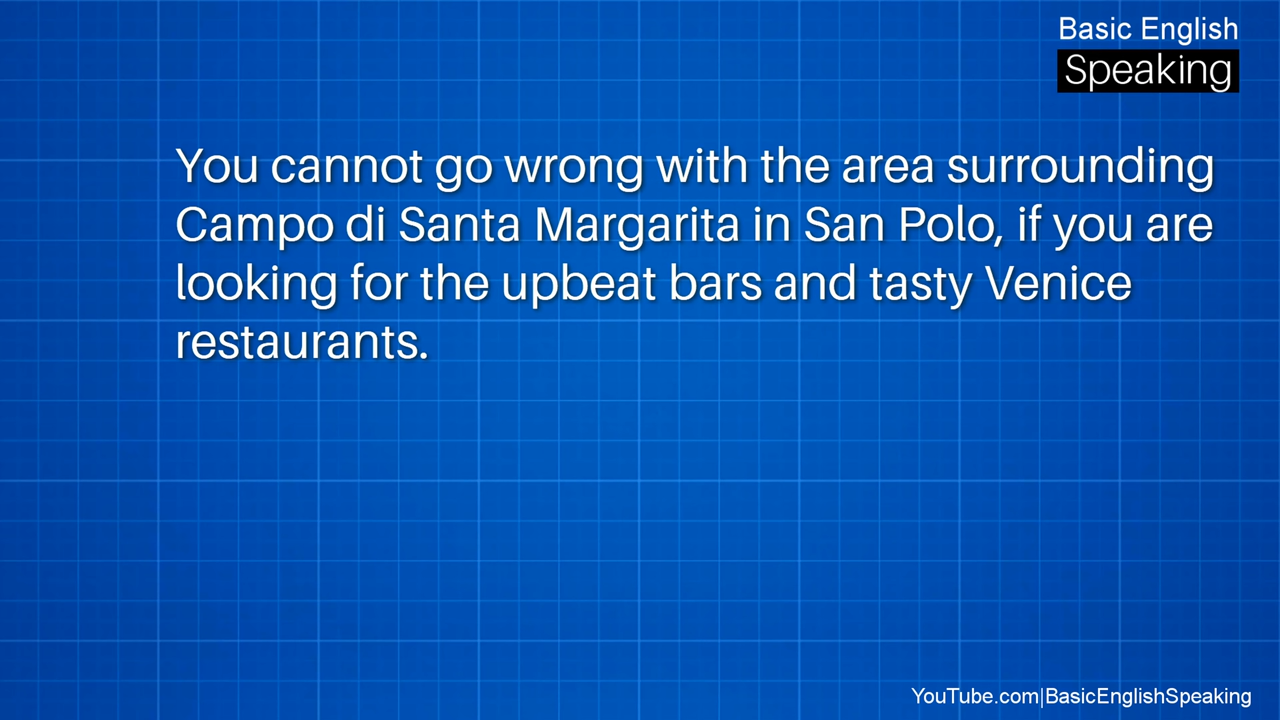 Basic English
Speaking
You cannot go wrong with the area surrounding
Campo di Santa Margarita in San Polo, if you are
looking for the upbeat bars and tasty Venice
restaurants.
YouTube.com|BasicEnglishSpeaking